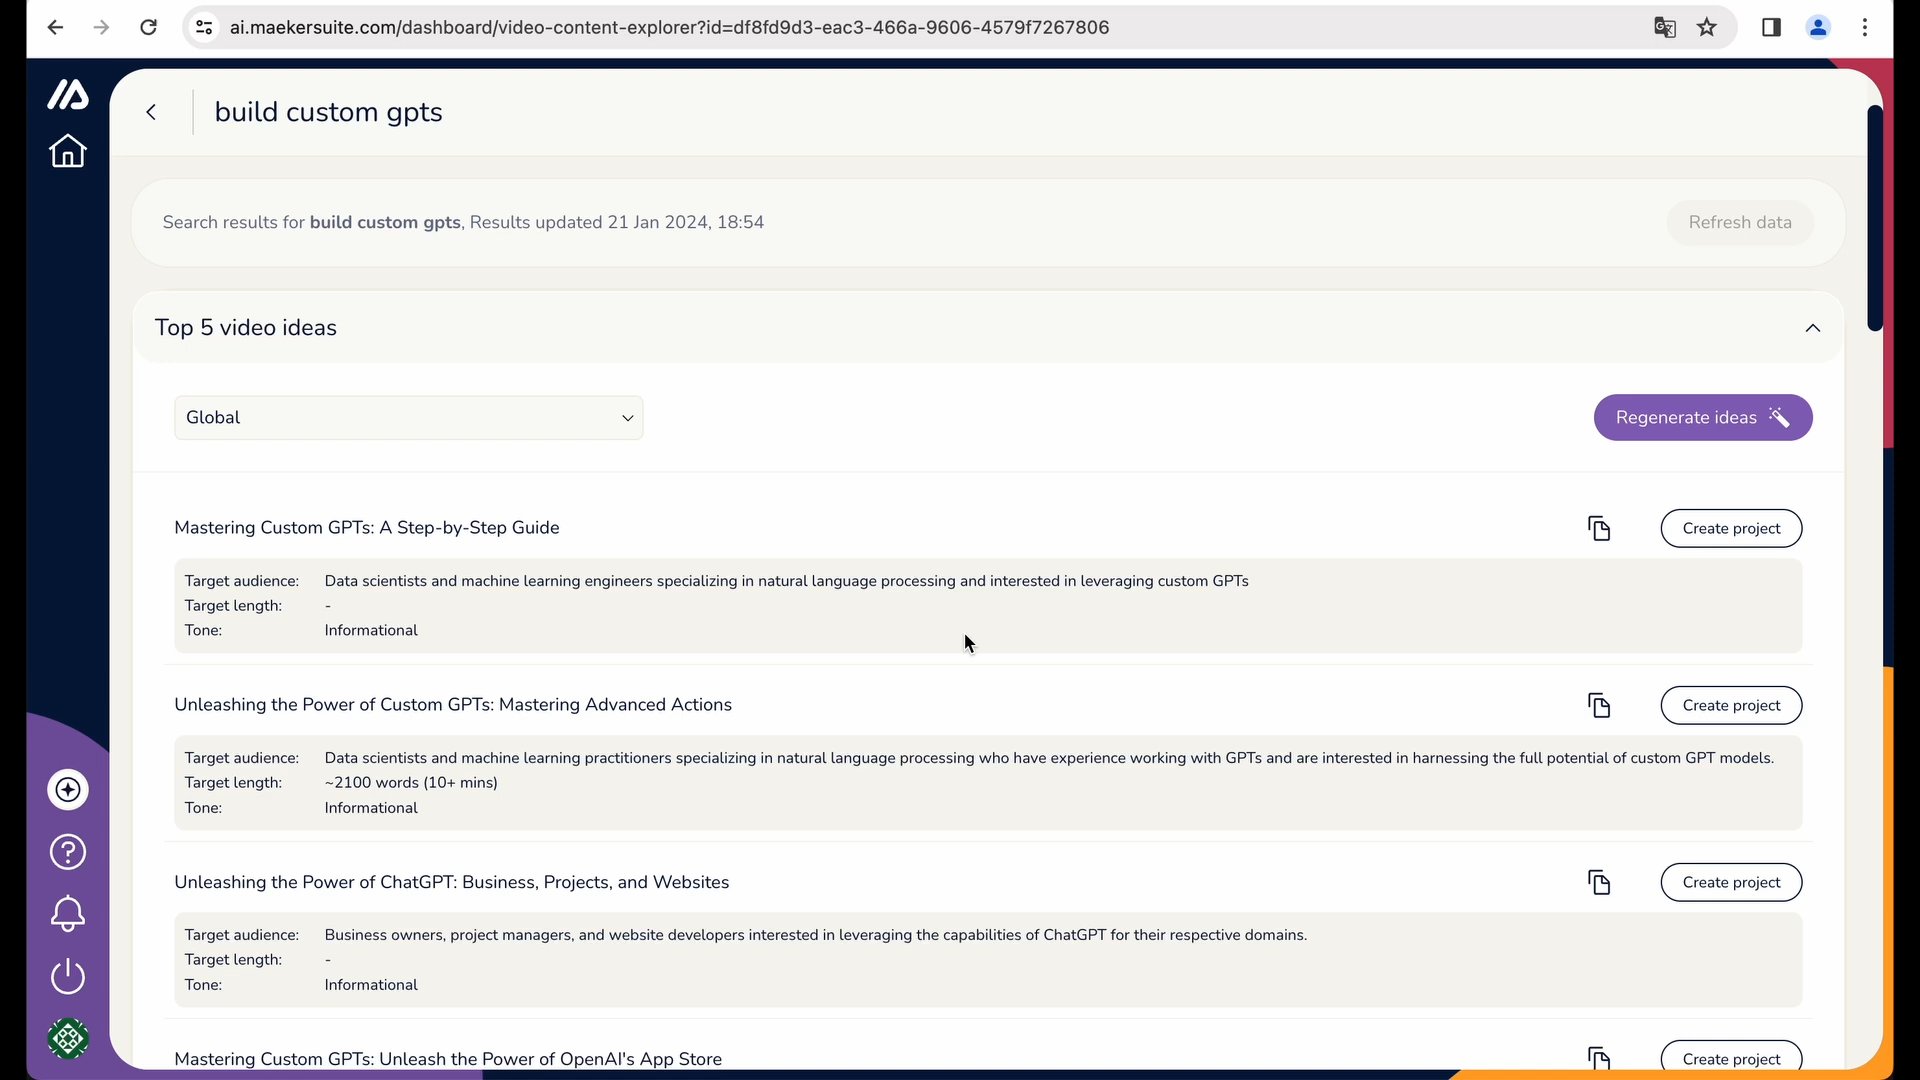 ai.maekersuite.com/dashboard/video-content-explorer?id=df8fd9d3-eac3-466a-9606-4579f7267806
build custom gpts
Search results for build custom gpts, Results updated 21 Jan 2024, 18:54
Refresh data
Top 5 video ideas
Global
Regenerate ideas
Mastering Custom GPTs: A Step-by-Step Guide
Create project
Target audience: Data scientists and machine learning engineers specializing in natural language processing and interested in leveraging custom GPTs
Target length: -
Tone: Informational
Unleashing the Power of Custom GPTs: Mastering Advanced Actions
Create project
Target audience: Data scientists and machine learning practitioners specializing in natural language processing who have experience working with GPTs and are interested in harnessing the full potential of custom GPT models.
Target length: ~2100 words (10+ mins)
Tone: Informational
Unleashing the Power of ChatGPT: Business, Projects, and Websites
Create project
Target audience: Business owners, project managers, and website developers interested in leveraging the capabilities of ChatGPT for their respective domains.
Target length: -
Tone: Informational
Mastering Custom GPTs: Unleash the Power of OpenAI's App Store
Create project